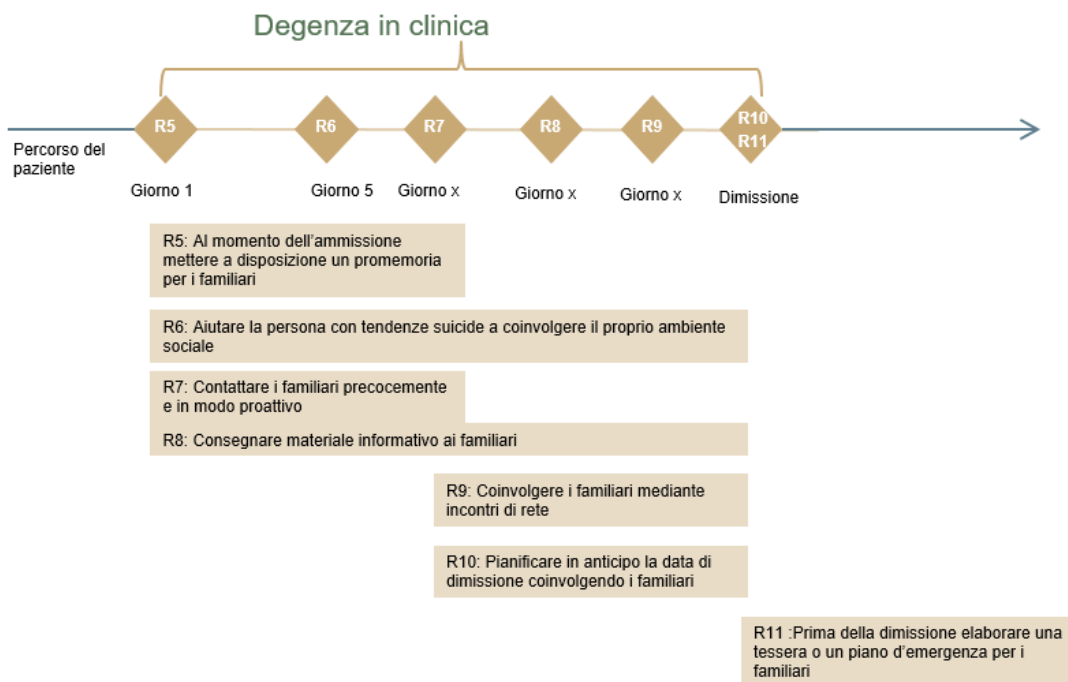 Degenza in clinica
R5
R6
R7
R8
R9
R10
R11
Percorso del
paziente
Giorno 1
Giorno 5
Giorno x
Giorno x
Giorno x
Dimissione
R5: Al momento dell'ammissione
mettere a disposizione un promemoria
per i familiari
R6: Aiutare la persona con tendenze suicide a coinvolgere il proprio ambiente
sociale
R7: Contattare i familiari precocemente
e in modo proattivo
R8: Consegnare materiale informativo ai familiari
R9: Coinvolgere i familiari mediante
incontri di rete
R10: Pianificare in anticipo la data di
dimissione coinvolgendo i familiari
R11 :Prima della dimissione elaborare una
tessera o un piano d'emergenza per i
familiari